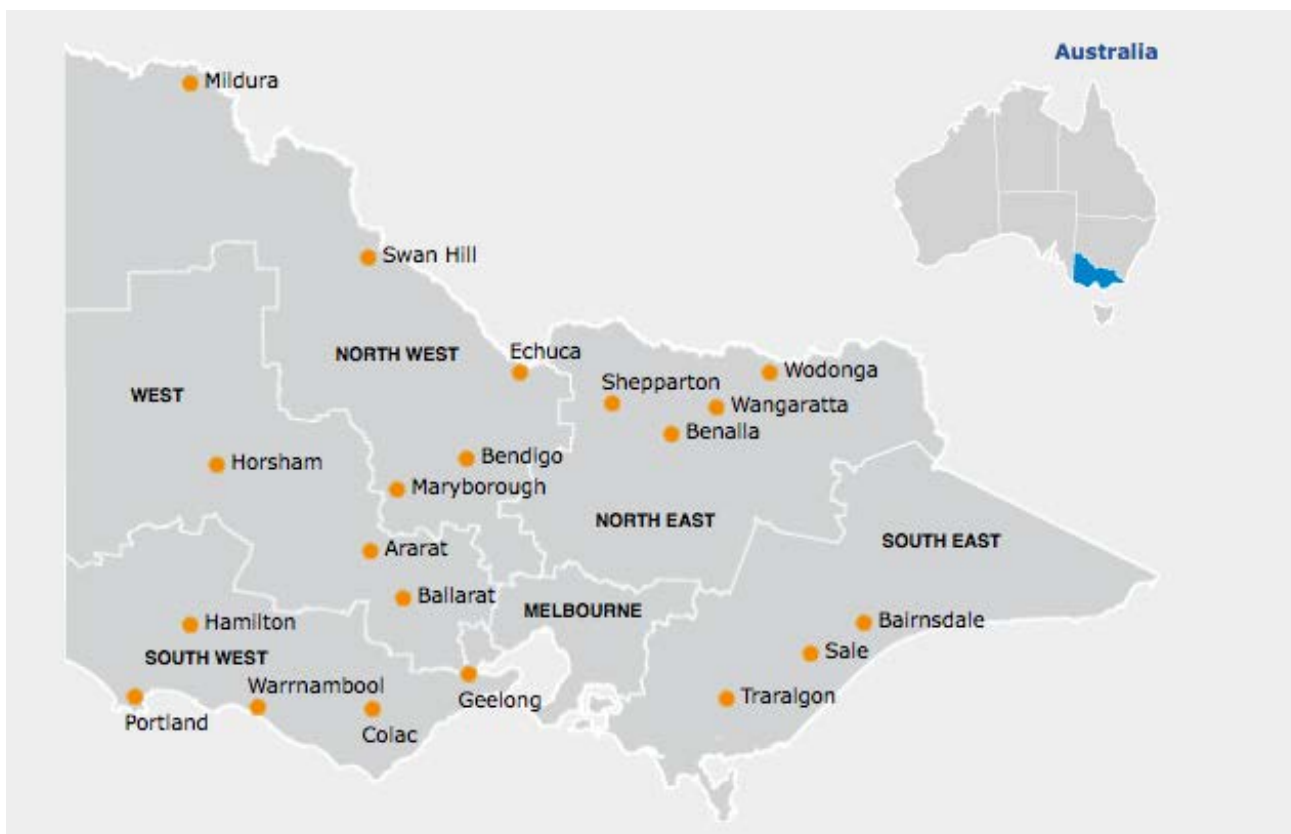 Australia
Mildura
Swan Hill
NORTH WEST
Echuca
Wodonga
Shepparton
WEST
Wangaratta
Benalla
Bendigo
Horsham
Maryborough
NORTH EAST
SOUTH EAST
Ararat
Ballarat
MELBOURNE
Hamilton
Bairnsdale
Sale
SOUTH WEST
Warrnambool
Geelong
Traralgon
Portland
Colac